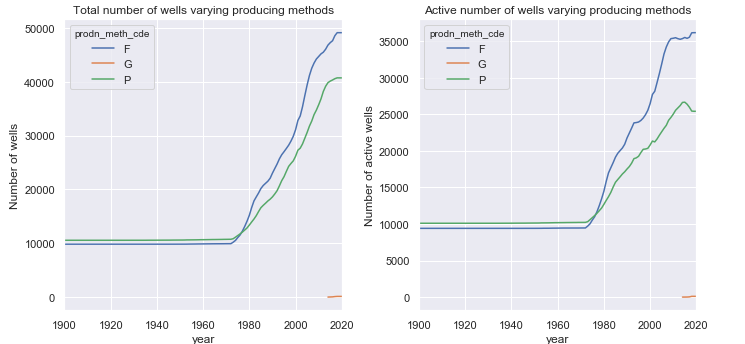 Total number of wells varying producing methods
prodn_meth_cde
F
G
P
Number of wells
50000
40000
30000
20000
10000
0
1900 1920 1940 1960 1980 2000 2020
year
Active number of wells varying producing methods
prodn_meth_cde
F
G
P
Number of active wells
35000
30000
25000
20000
15000
10000
5000
0
1900 1920 1940 1960 1980 2000 2020
year